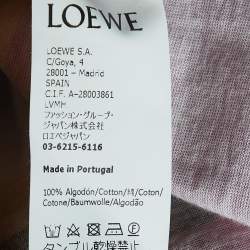 LOEWE
LOEWE S.A.
C/Goya, 4
28001 – Madrid
SPAIN
C.I.F. A-28003861
LVMH
ファッション・グループ・
ジャパン株式会社
ロエベジャパン
03-6215-6116
Made in Portugal
100% Algodón/Cotton/棉/Coton/
Cotone/Baumwolle/Algodão
タンブル乾燥禁止